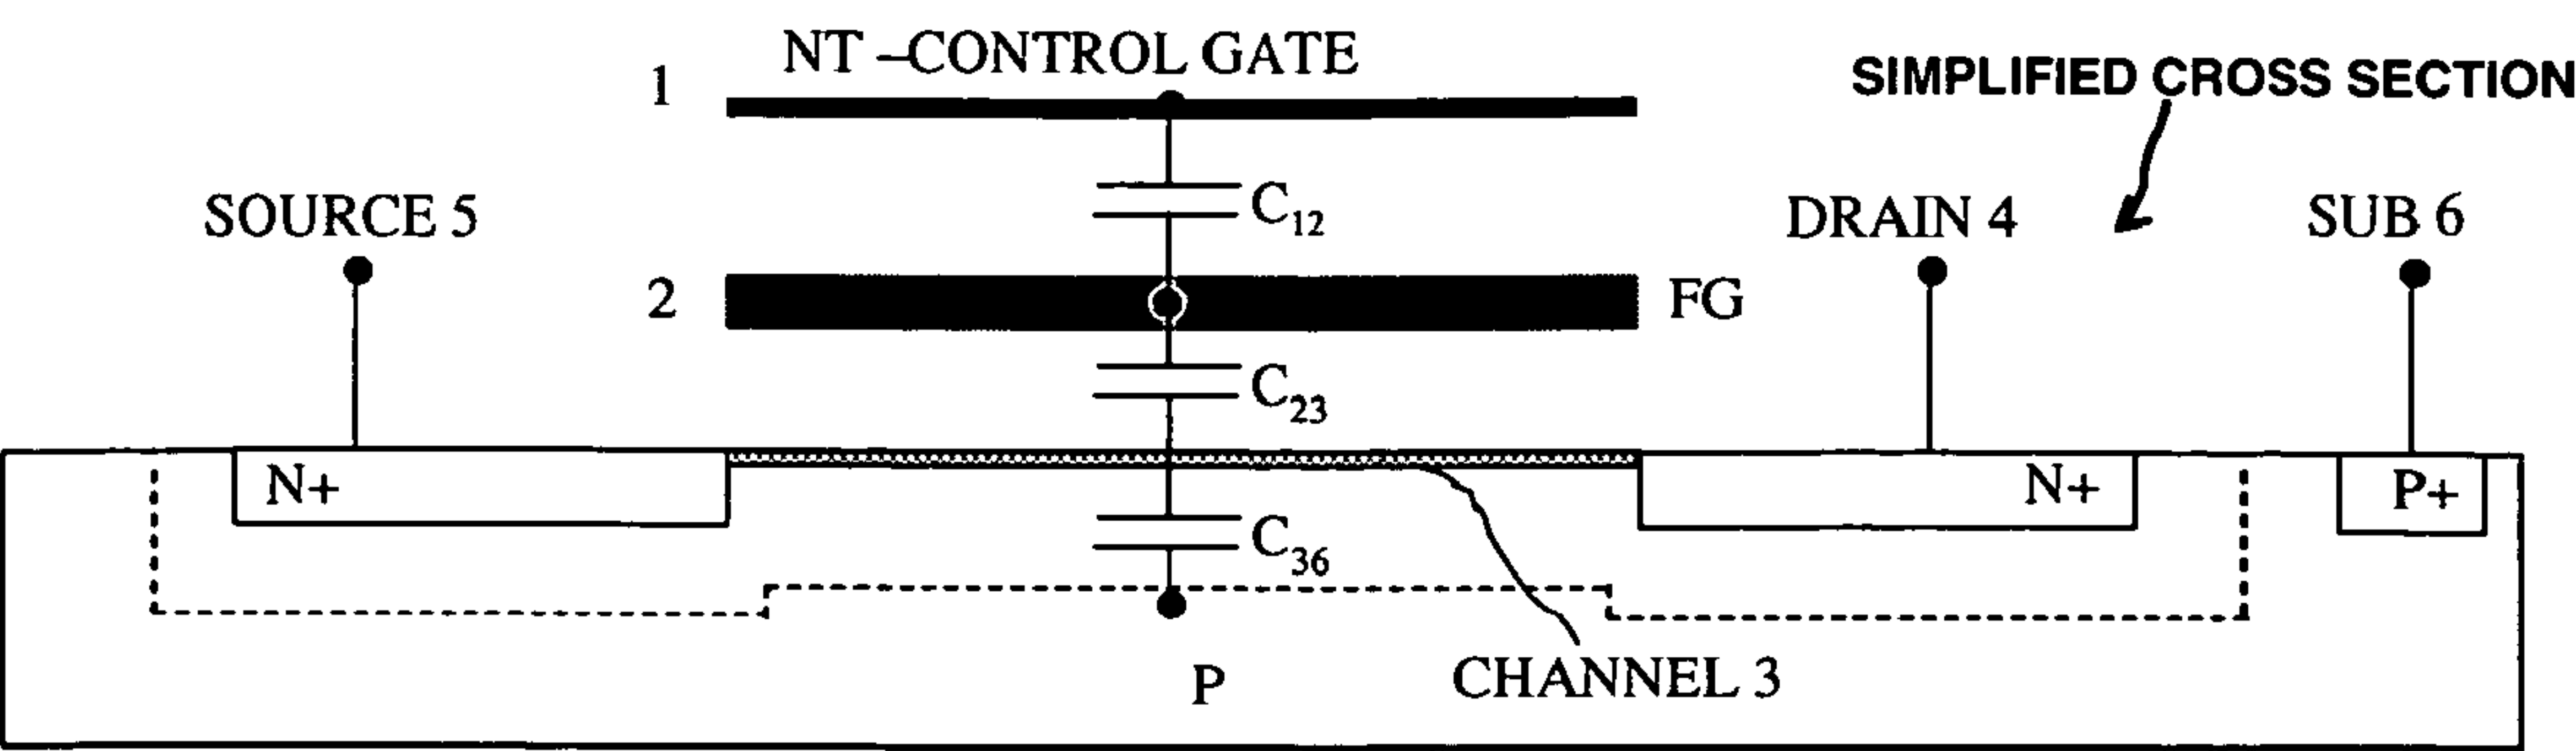 NT –CONTROL GATE
1
SIMPLIFIED CROSS SECTION
C12
SOURCE 5
DRAIN 4
SUB 6
2
FG
C23
N+
N+
P+
C36
P
CHANNEL 3